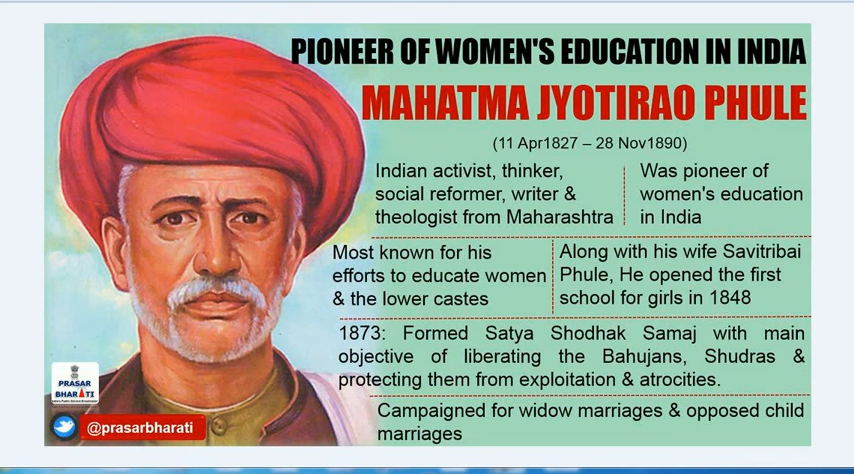 PIONEER OF WOMEN'S EDUCATION IN INDIA
MAHATMA JYOTIRAO PHULE
(11 Apr1827 – 28 Nov1890)
Indian activist, thinker,
social reformer, writer &
theologist from Maharashtra
Was pioneer of
women's education
in India
Most known for his
efforts to educate women
& the lower castes
Along with his wife Savitribai
Phule, He opened the first
school for girls in 1848
1873: Formed Satya Shodhak Samaj with main
objective of liberating the Bahujans, Shudras &
protecting them from exploitation & atrocities.
Campaigned for widow marriages & opposed child
marriages
PRASAR
BHARATI
India's Public Service Broadcaster
@prasarbharati